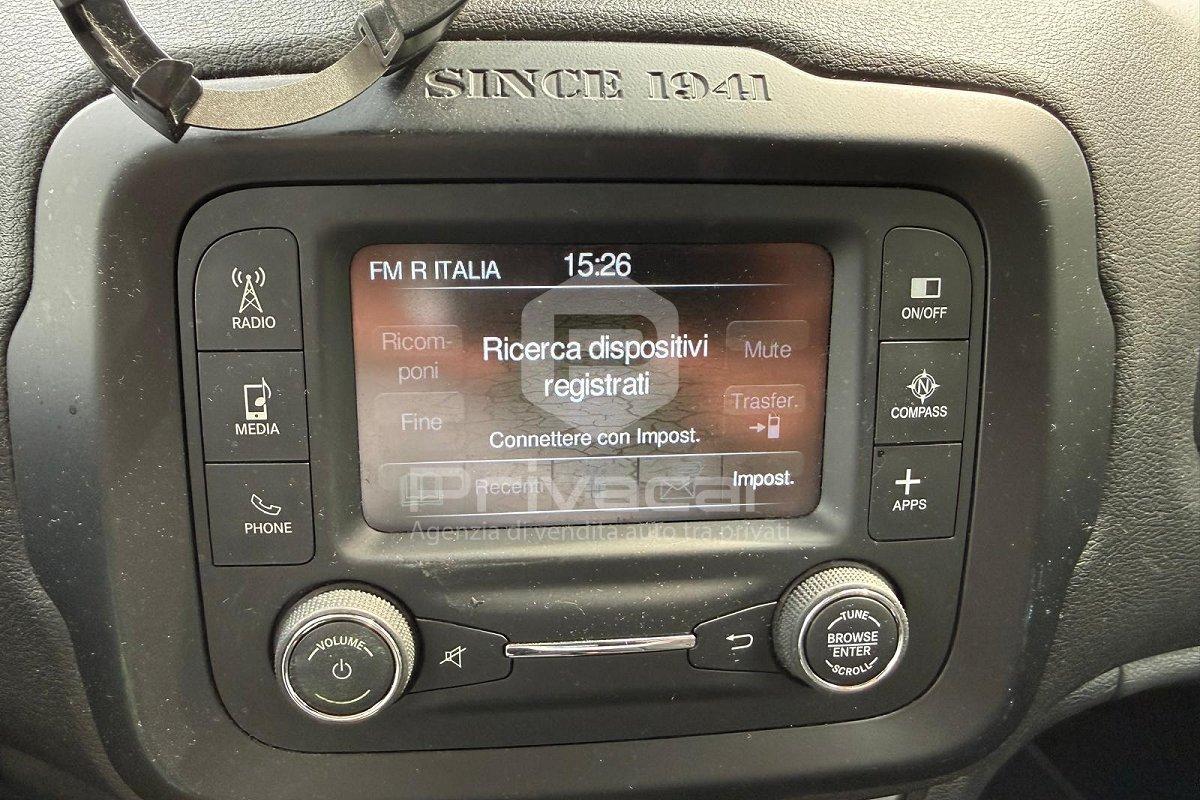 SINCE 1941
RADIO
MEDIA
PHONE
FM R ITALIA 15:26
Ricom-
poni
Ricerca dispositivi
registrati
Mute
Fine
Trasfer.
Connettere con Impost.
Recenti
Impost.
Privacar
Agenzia di vendita auto tra privati
ON/OFF
N
COMPASS
APPS
VOLUME
TUNE
BROWSE
ENTER
SCROLL